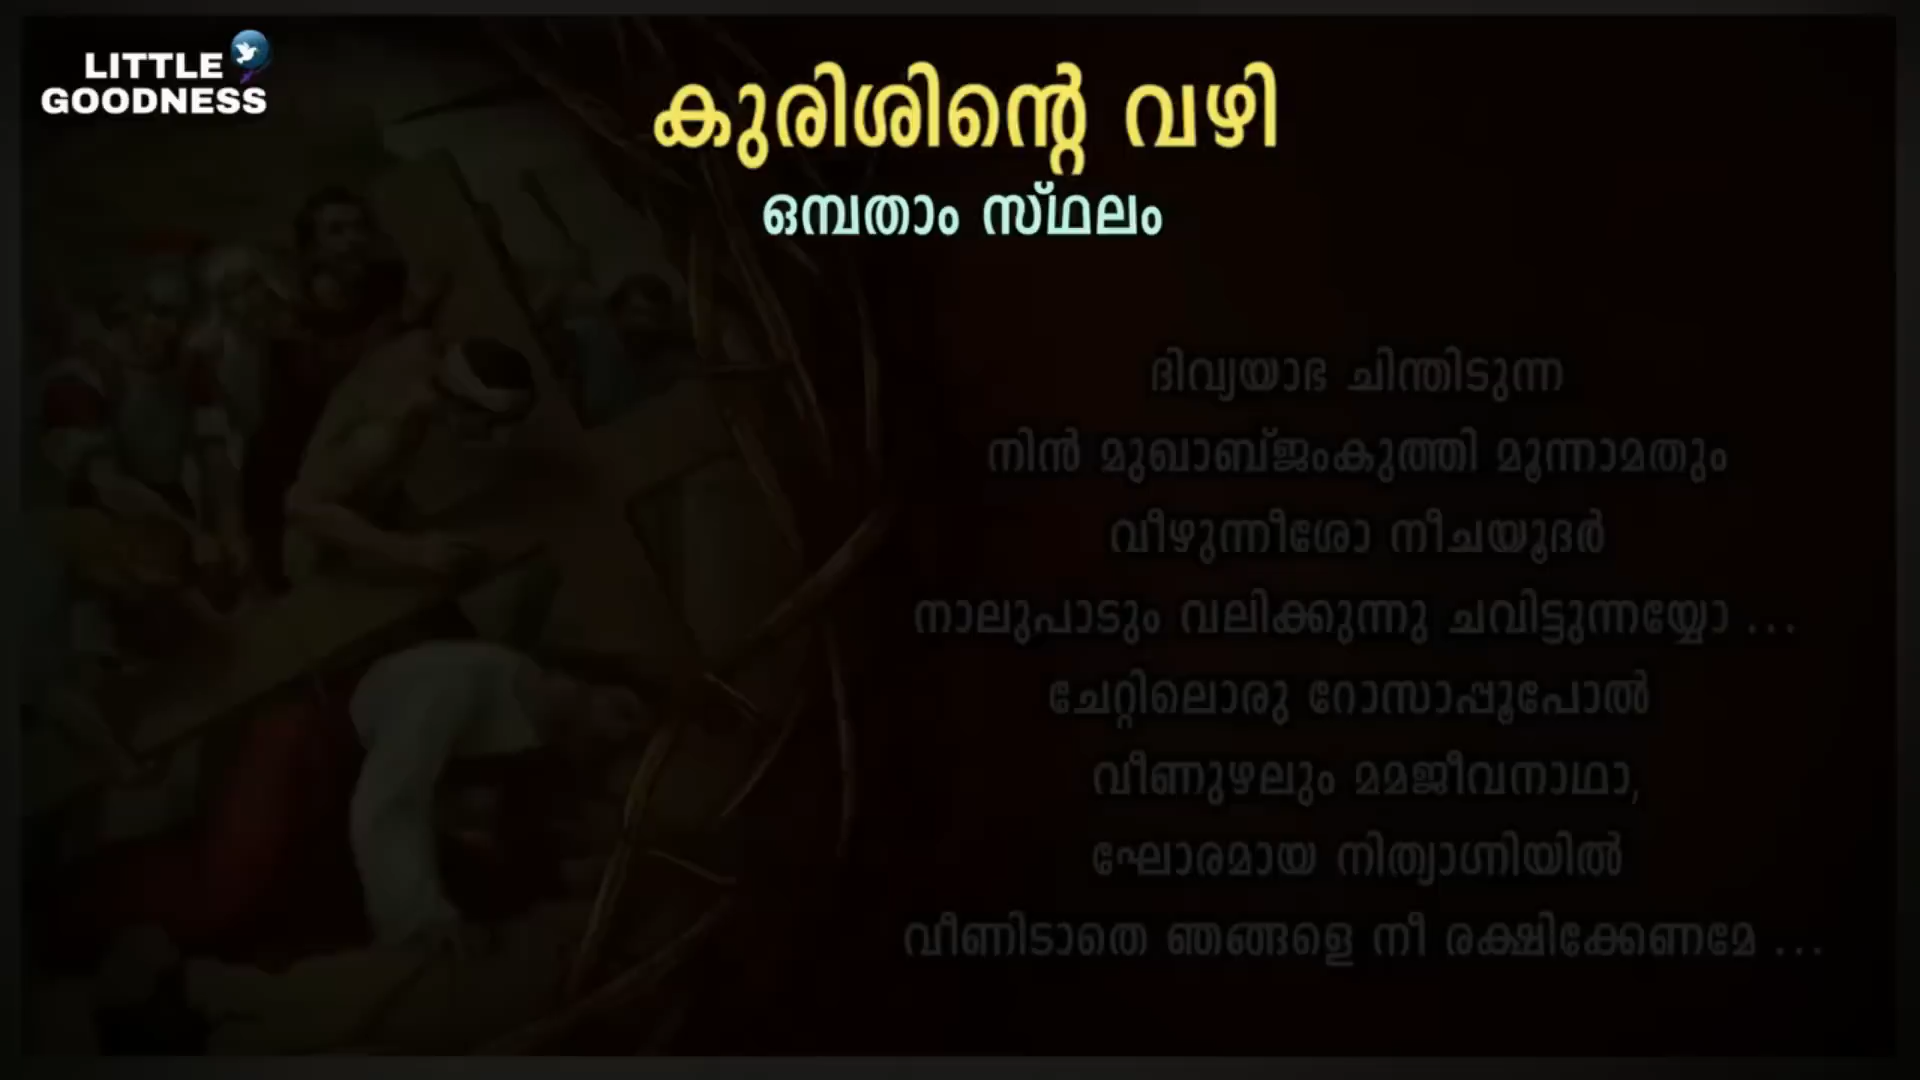 LITTLE
GOODNESS
കുരിശിന്റെ വഴി
ഒമ്പതാം സ്ഥലം
ദിവ്യയാഭ ചിന്തിടുന്ന
നിൻ മുഖാബ്ജംകുത്തി മൂന്നാമതും
വീഴുന്നീശോ നീചയൂദർ
നാലുപാടും വലിക്കുന്നു ചവിട്ടുന്നയ്യോ ...
ചേറ്റിലൊരു റോസാപ്പൂപോൽ
വീണുഴലും മമജീവനാഥാ,
ഘോരമായ നിത്യാഗ്നിയിൽ
വീണിടാതെ ഞങ്ങളെ നീ രക്ഷിക്കേണമേ ...